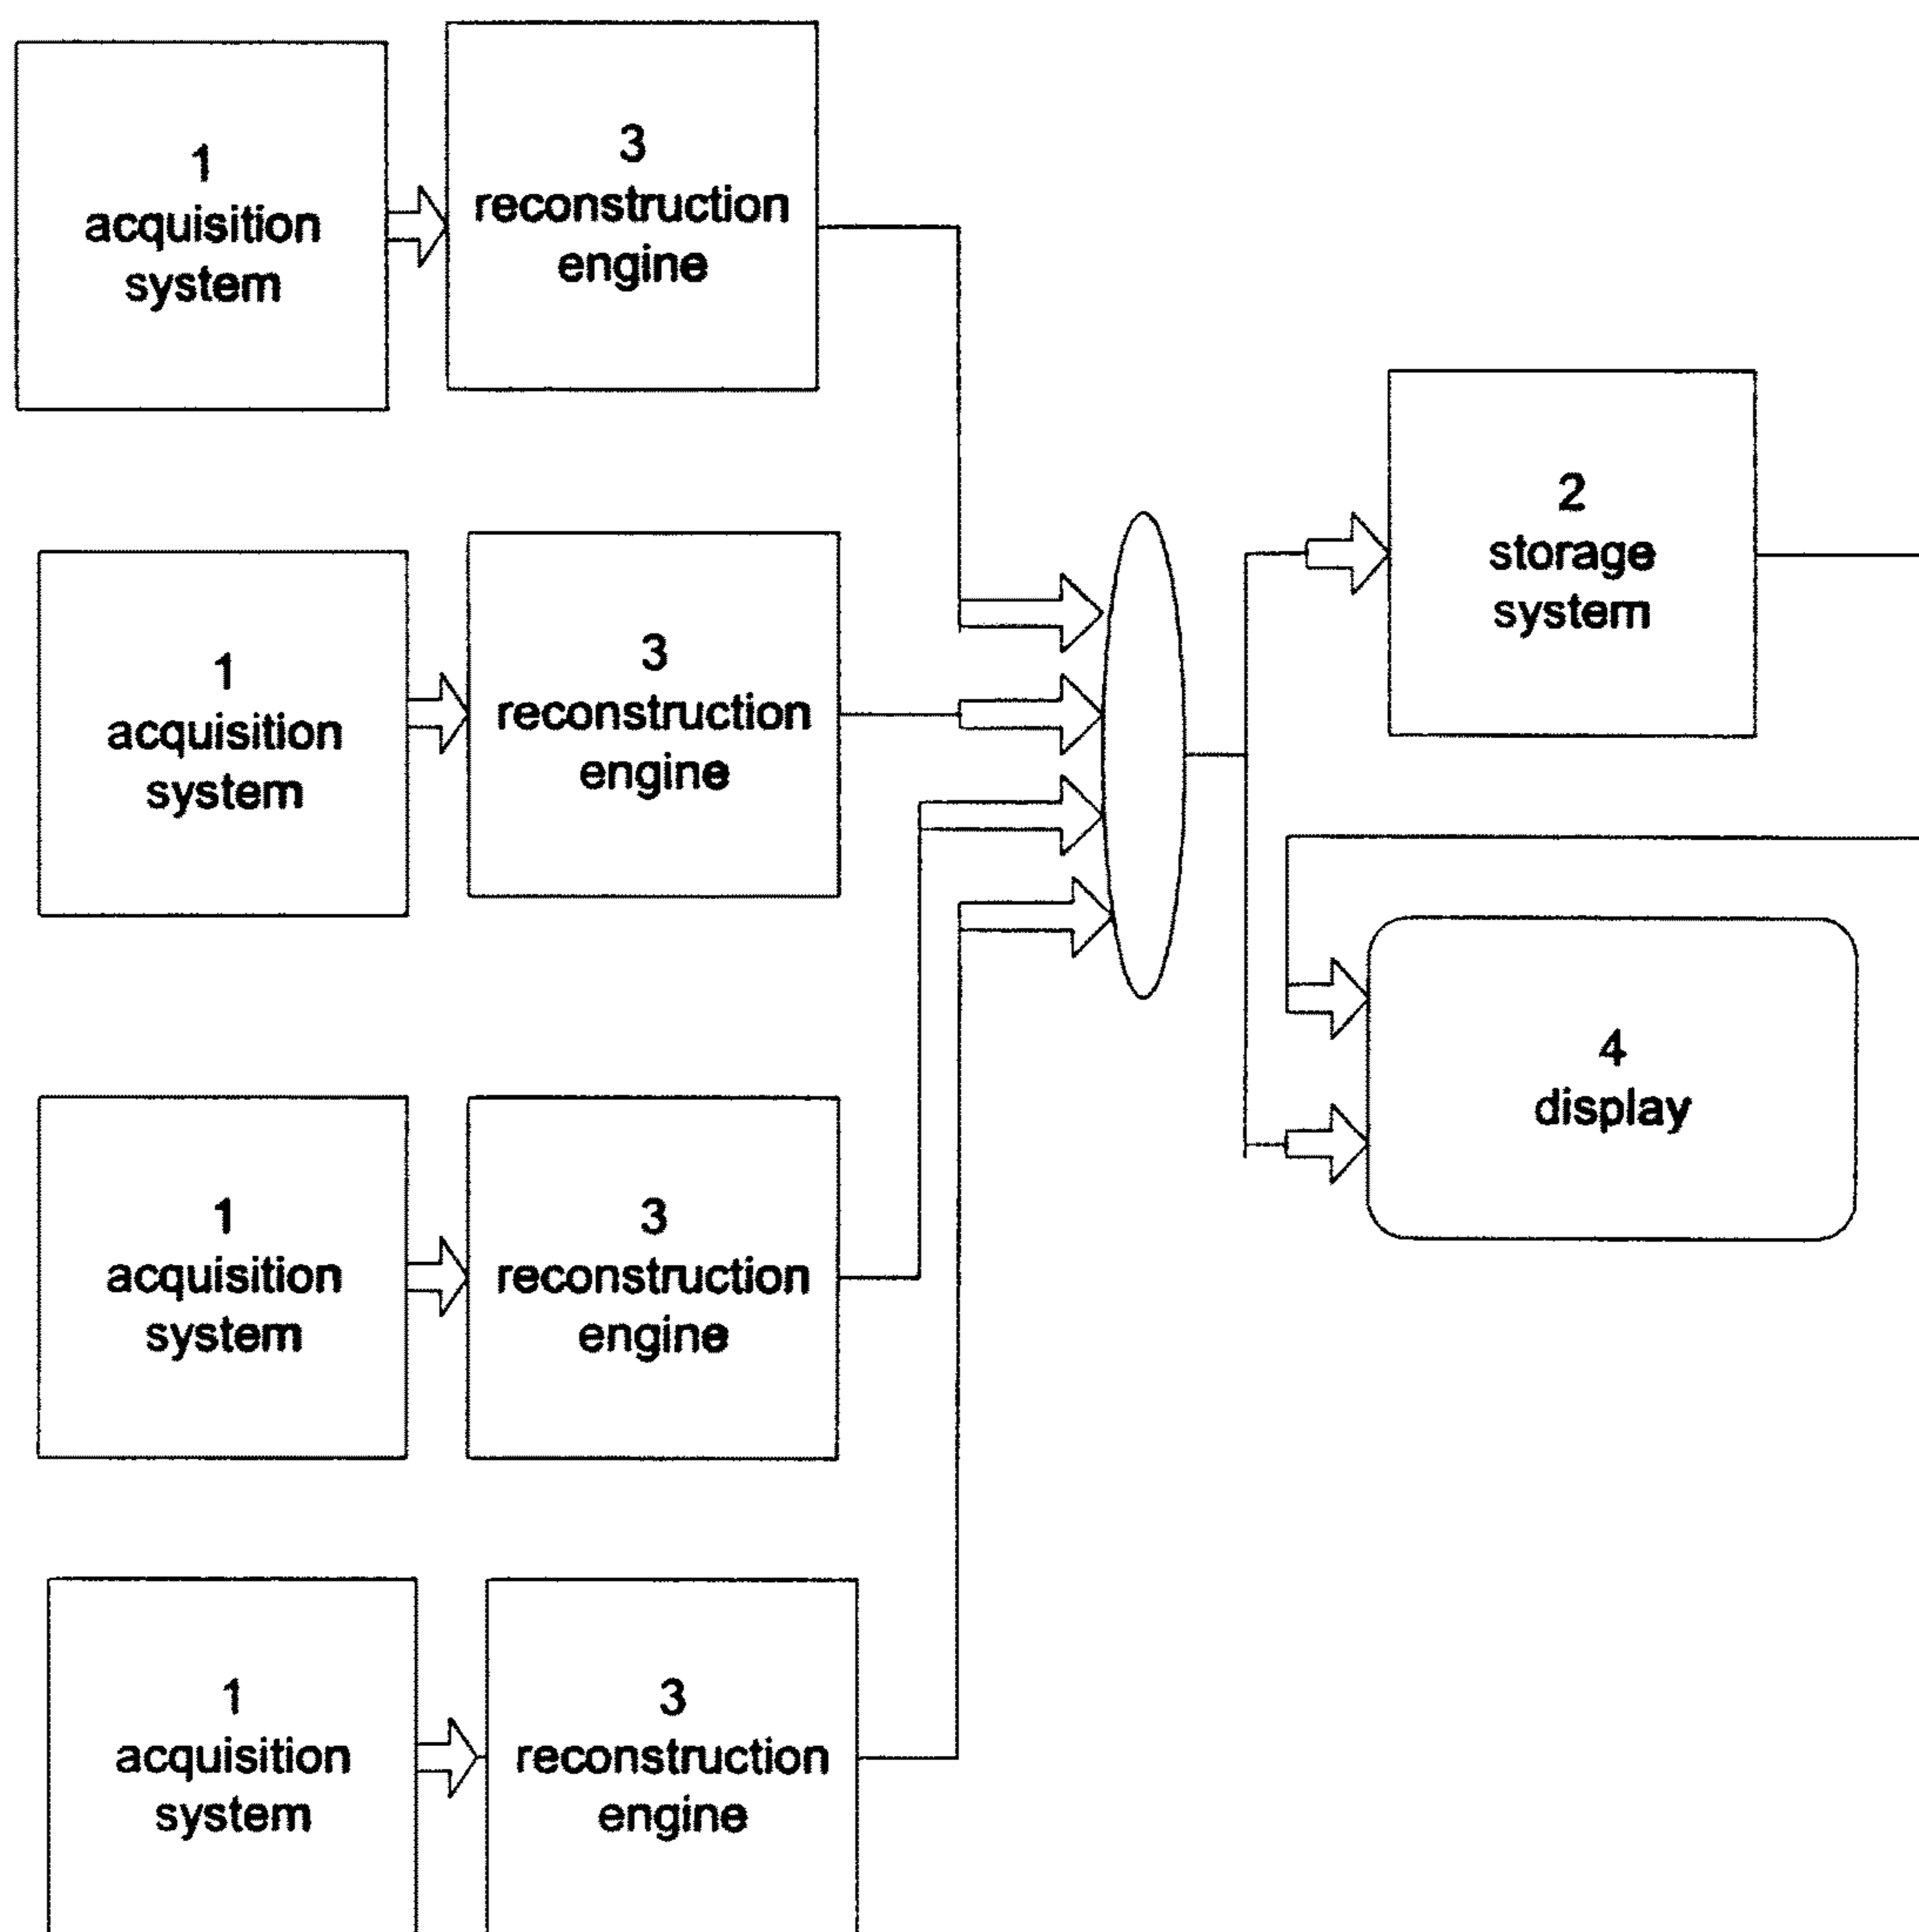 1
acquisition
system
3
reconstruction
engine
2
storage
system
1
acquisition
system
3
reconstruction
engine
4
display
1
acquisition
system
3
reconstruction
engine
1
acquisition
system
3
reconstruction
engine